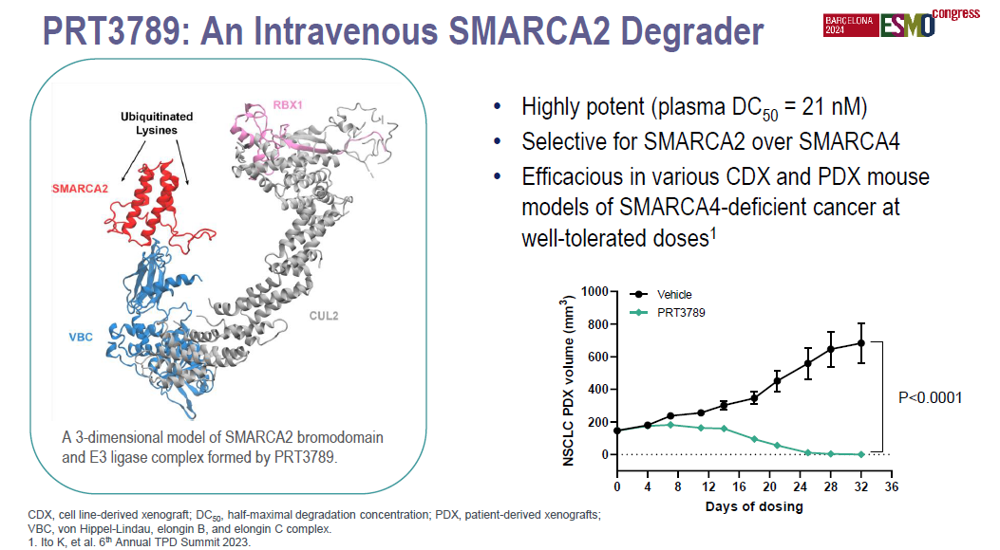 PRT3789: An Intravenous SMARCA2 Degrader
BARCELONA
2024
ESMO
congress
Ubiquitinated
Lysines
RBX1
SMARCA2
CUL2
VBC
A 3-dimensional model of SMARCA2 bromodomain
and E3 ligase complex formed by PRT3789.
• Highly potent (plasma DC50 = 21 nM)
• Selective for SMARCA2 over SMARCA4
• Efficacious in various CDX and PDX mouse
models of SMARCA4-deficient cancer at
well-tolerated doses1
NSCLC PDX volume (mm3)
1000
800
600
400
200
0
Vehicle
PRT3789
P<0.0001
0 4 8 12 16 20 24 28 32 36
Days of dosing
CDX, cell line-derived xenograft; DC50, half-maximal degradation concentration; PDX, patient-derived xenografts;
VBC, von Hippel-Lindau, elongin B, and elongin C complex.
1. Ito K, et al. 6th Annual TPD Summit 2023.